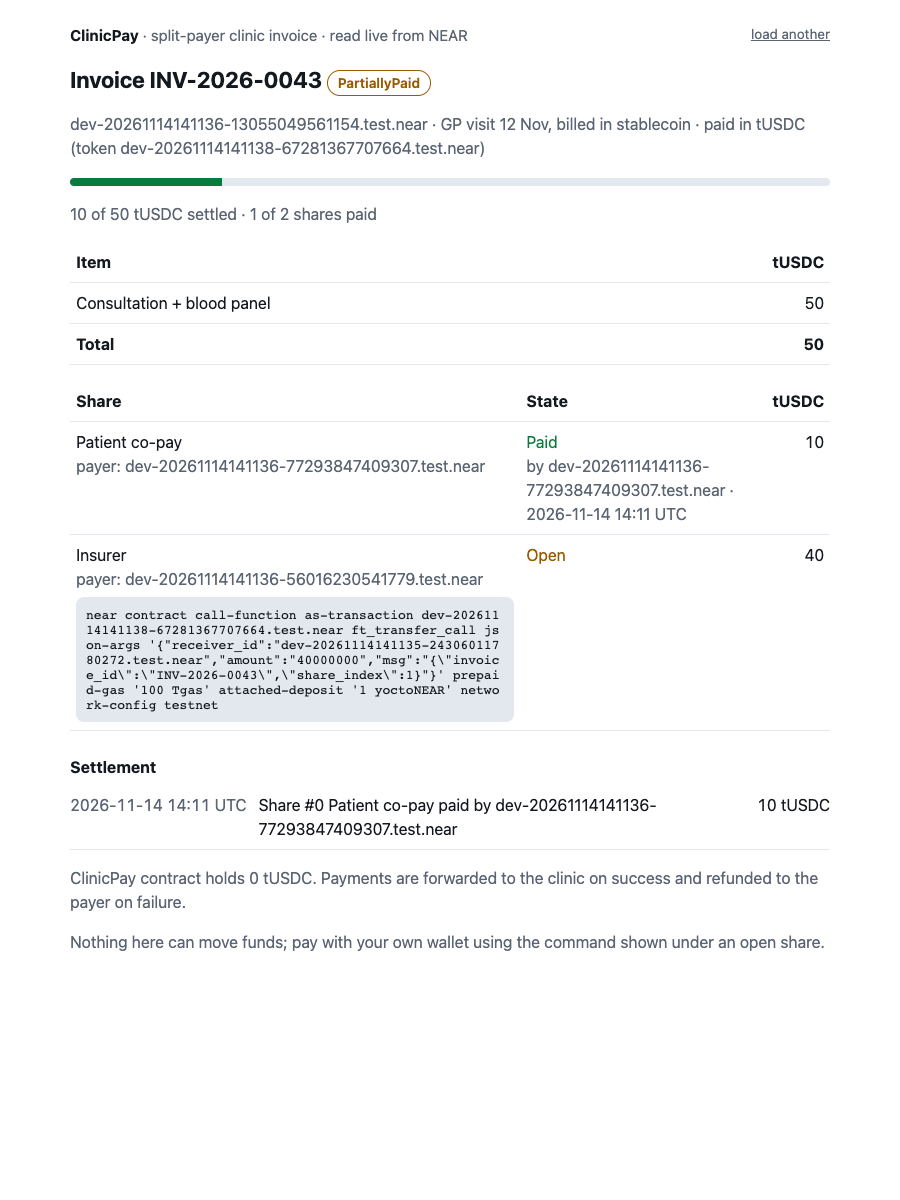 ClinicPay · split-payer clinic invoice · read live from NEAR
load another
Invoice INV-2026-0043 PartiallyPaid
dev-20261114141136-13055049561154.test.near · GP visit 12 Nov, billed in stablecoin · paid in tUSDC
(token dev-20261114141138-67281367707664.test.near)
10 of 50 tUSDC settled · 1 of 2 shares paid
Item tUSDC
Consultation + blood panel 50
Total 50
Share State tUSDC
Patient co-pay Paid 10
payer: dev-20261114141136-77293847409307.test.near
by dev-20261114141136-
77293847409307.test.near ·
2026-11-14 14:11 UTC
Insurer Open 40
payer: dev-20261114141136-56016230541779.test.near
near contract call-function as-transaction dev-202611
14141138-67281367707664.test.near ft_transfer_call js
on-args '{"receiver_id":"dev-20261114141135-243060117
80272.test.near","amount":"40000000","msg":"{\"invoic
e_id\":\"INV-2026-0043\",\"share_index\":1}"}' prepai
d-gas '100 Tgas' attached-deposit '1 yoctoNEAR' netwo
rk-config testnet
Settlement
2026-11-14 14:11 UTC Share #0 Patient co-pay paid by dev-20261114141136- 10 tUSDC
77293847409307.test.near
ClinicPay contract holds 0 tUSDC. Payments are forwarded to the clinic on success and refunded to the
payer on failure.
Nothing here can move funds; pay with your own wallet using the command shown under an open share.